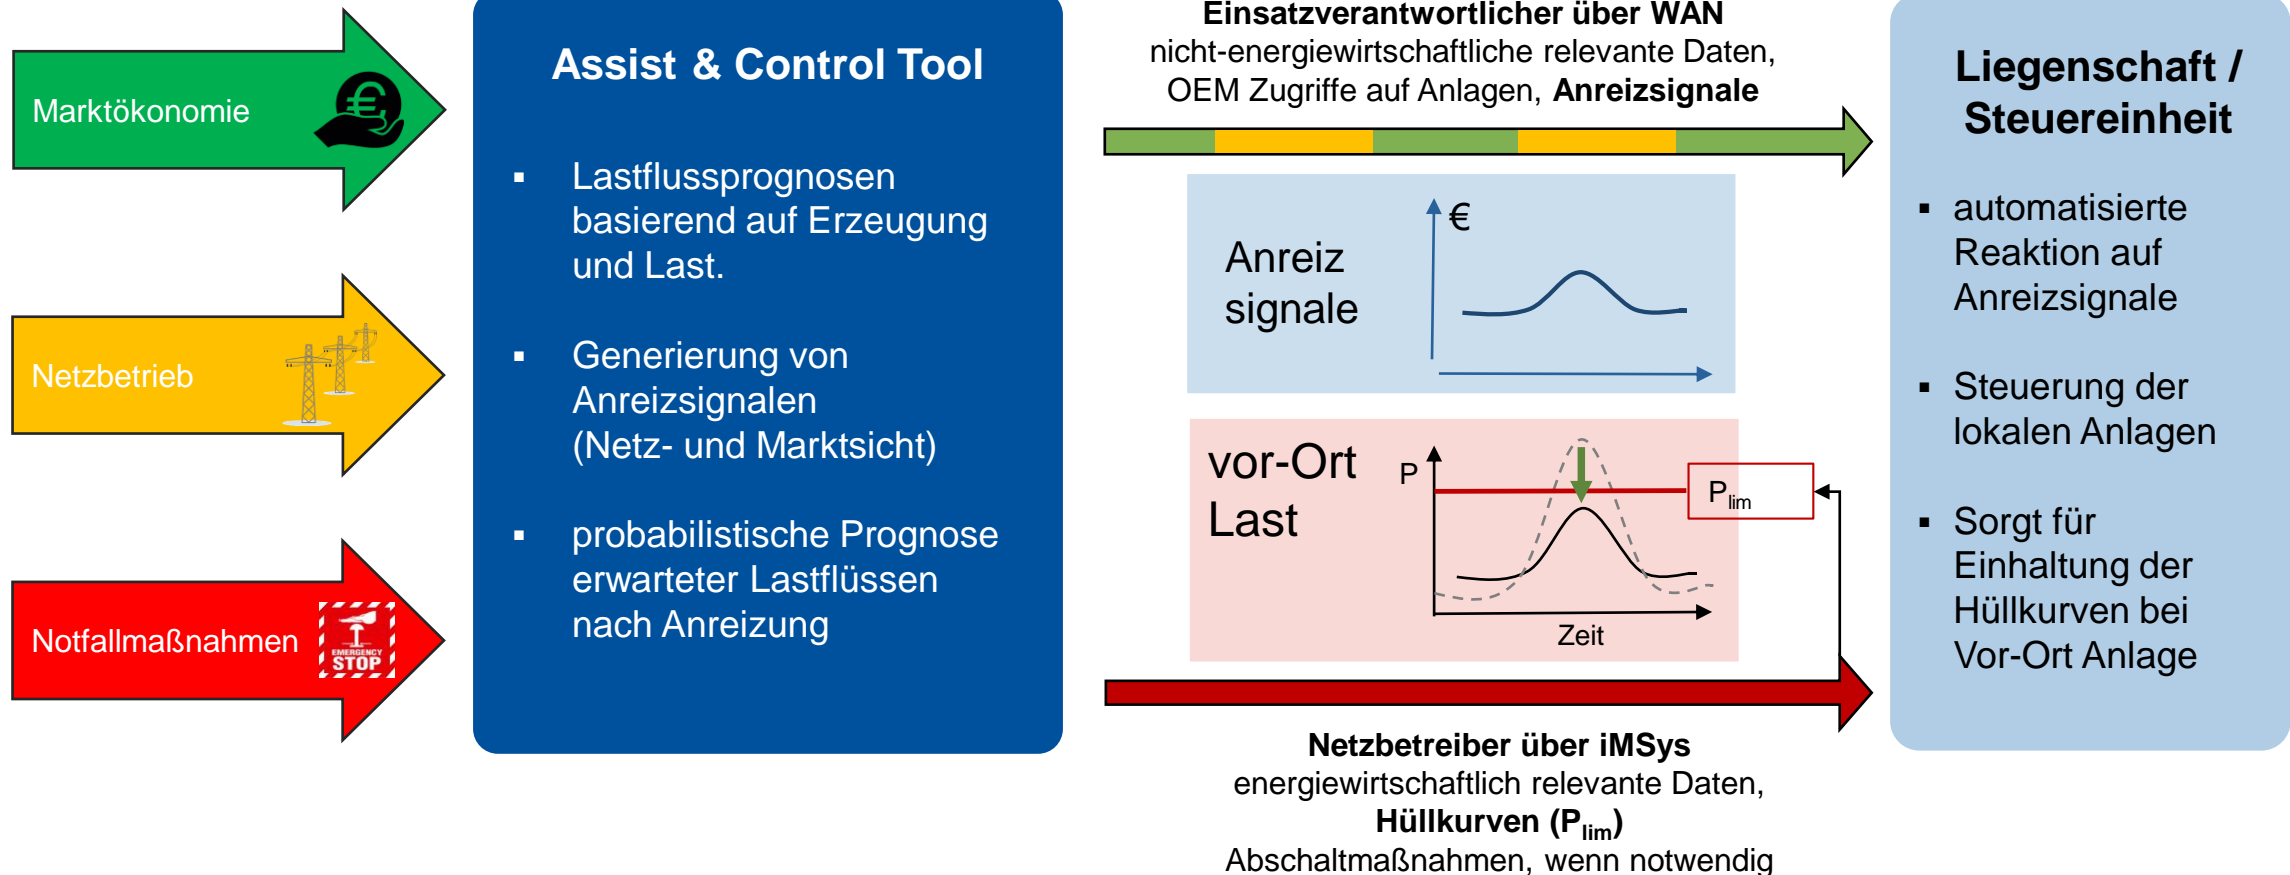 Marktökonomie
Netzbetrieb
Notfallmaßnahmen
EMERGENCY
STOP
Assist & Control Tool
▪ Lastflussprognosen
basierend auf Erzeugung
und Last.
▪ Generierung von
Anreizsignalen
(Netz- und Marktsicht)
▪ probabilistische Prognose
erwarteter Lastflüssen
nach Anreizung
Einsatzverantwortlicher über WAN
nicht-energiewirtschaftliche relevante Daten,
OEM Zugriffe auf Anlagen, Anreizsignale
Anreiz
signale
€
vor-Ort
Last
P
Plim
Zeit
Netzbetreiber über iMSys
energiewirtschaftlich relevante Daten,
Hüllkurven (Plim)
Abschaltmaßnahmen, wenn notwendig
Liegenschaft /
Steuereinheit
▪ automatisierte
Reaktion auf
Anreizsignale
▪ Steuerung der
lokalen Anlagen
▪ Sorgt für
Einhaltung der
Hüllkurven bei
Vor-Ort Anlage